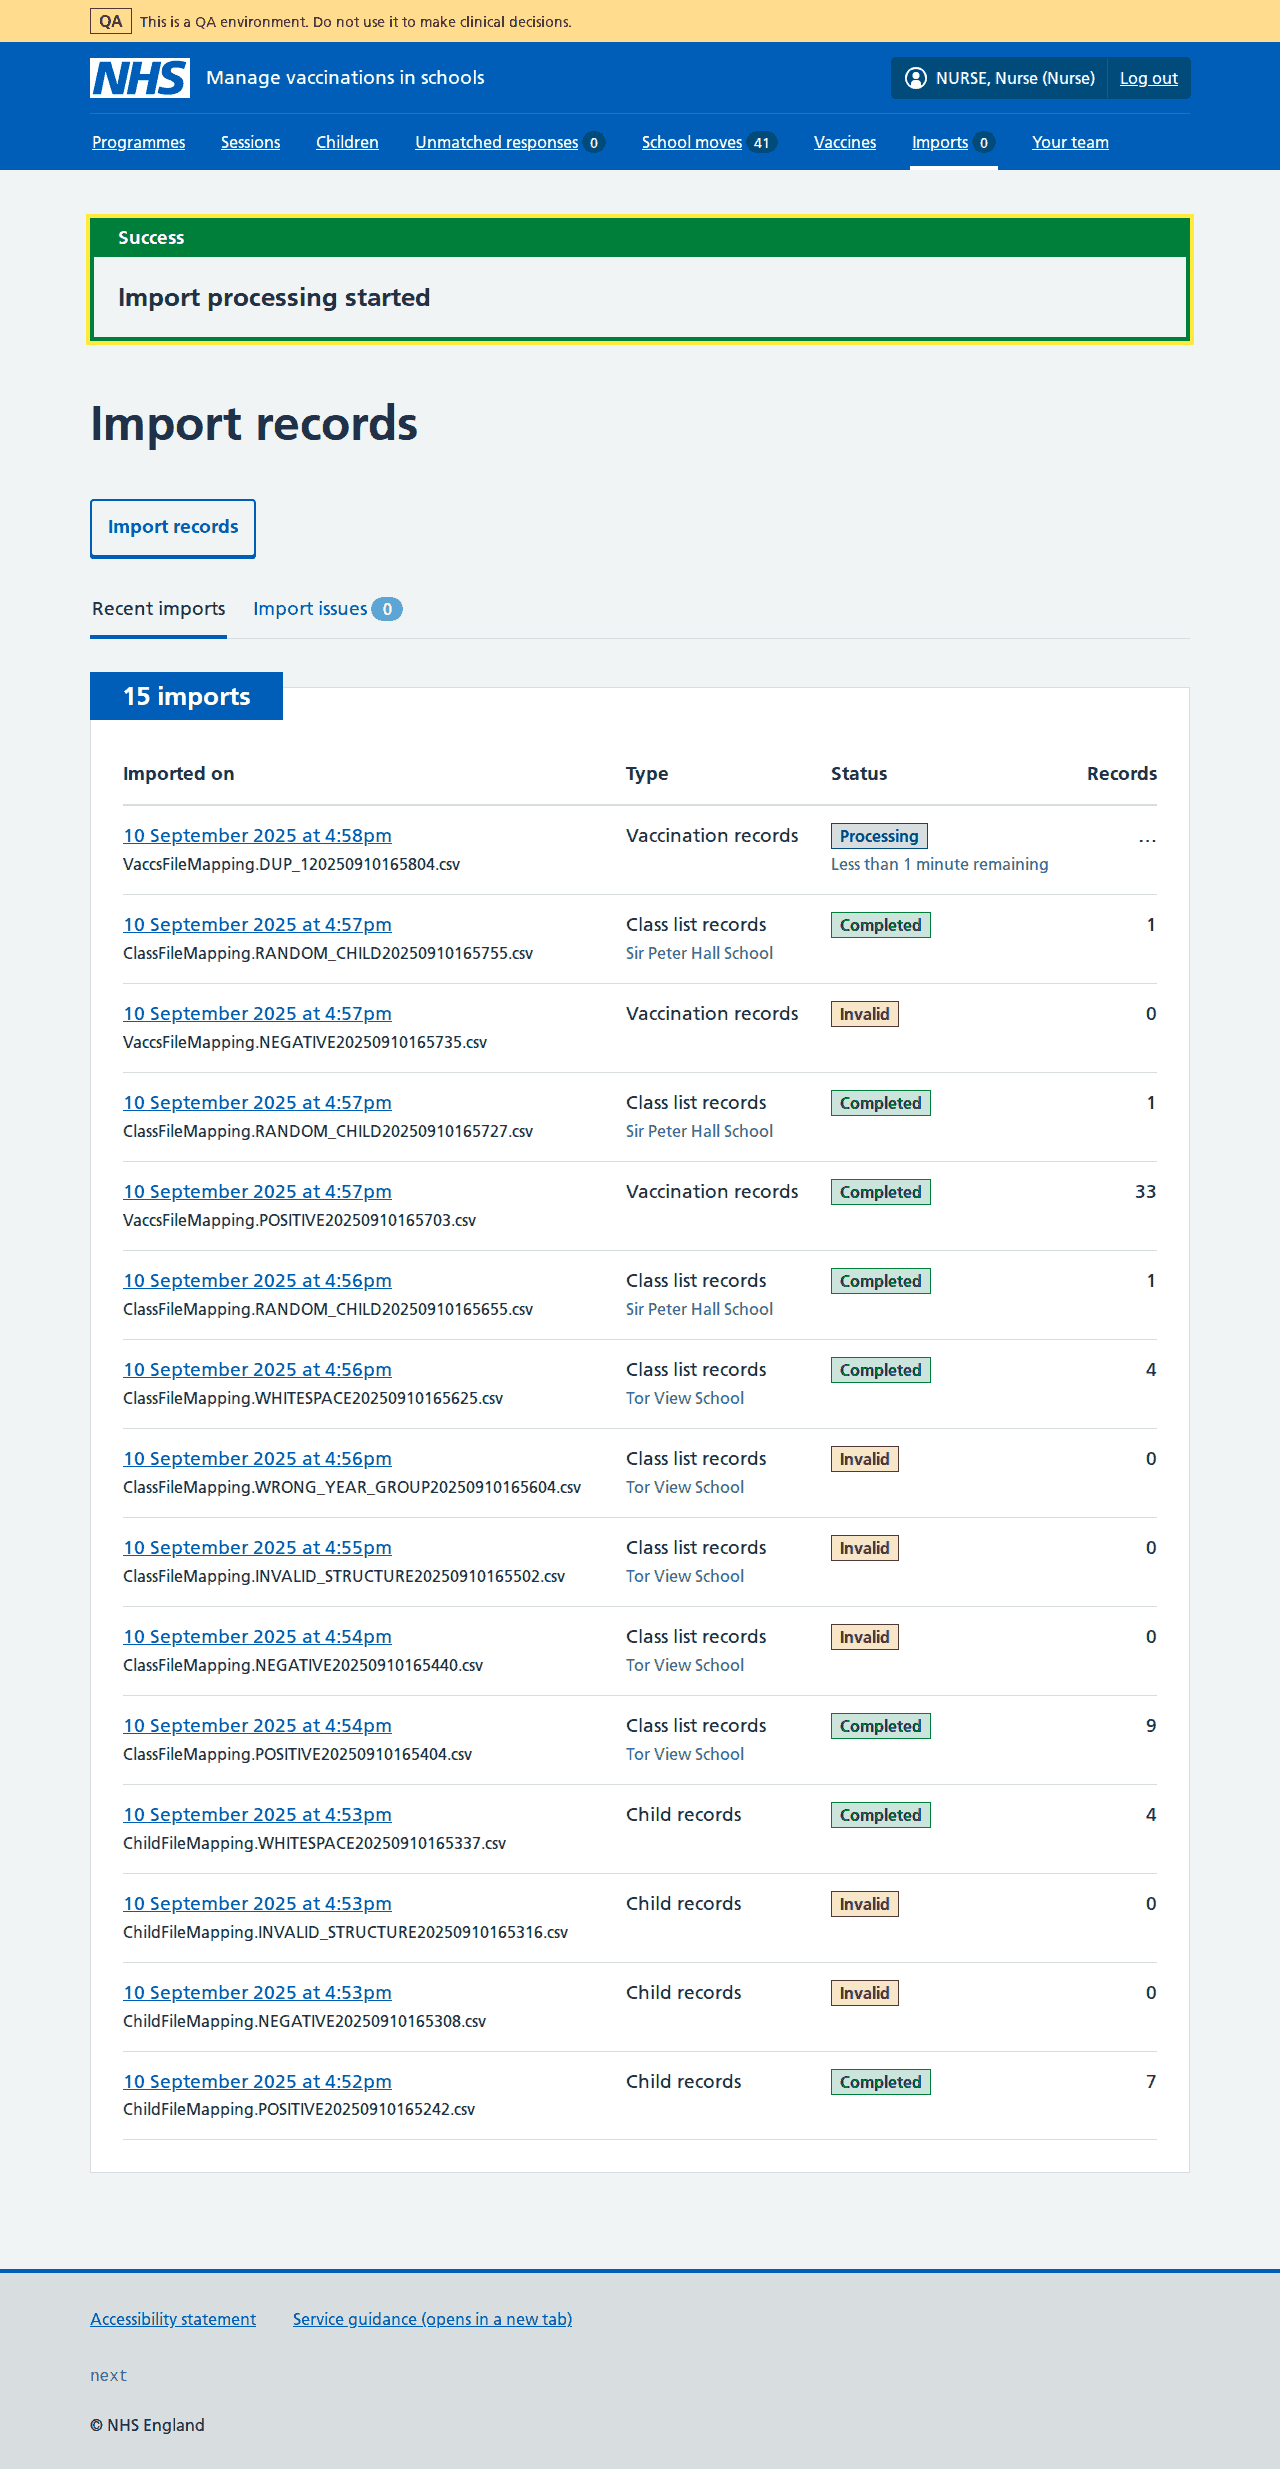 QA This is a QA environment. Do not use it to make clinical decisions.
NHS Manage vaccinations in schools NURSE, Nurse (Nurse) Log out
Programmes Sessions Children Unmatched responses 0 School moves 41 Vaccines Imports 0 Your team
Success
Import processing started
Import records
Import records
Recent imports Import issues 0
15 imports
Imported on Type Status Records
10 September 2025 at 4:58pm Vaccination records Processing ...
VaccsFileMapping.DUP_120250910165804.csv Less than 1 minute remaining
10 September 2025 at 4:57pm Class list records Completed 1
ClassFileMapping.RANDOM_CHILD20250910165755.csv Sir Peter Hall School
10 September 2025 at 4:57pm Vaccination records Invalid 0
VaccsFileMapping.NEGATIVE20250910165735.csv
10 September 2025 at 4:57pm Class list records Completed 1
ClassFileMapping.RANDOM_CHILD20250910165727.csv Sir Peter Hall School
10 September 2025 at 4:57pm Vaccination records Completed 33
VaccsFileMapping.POSITIVE20250910165703.csv
10 September 2025 at 4:56pm Class list records Completed 1
ClassFileMapping.RANDOM_CHILD20250910165655.csv Sir Peter Hall School
10 September 2025 at 4:56pm Class list records Completed 4
ClassFileMapping.WHITESPACE20250910165625.csv Tor View School
10 September 2025 at 4:56pm Class list records Invalid 0
ClassFileMapping.WRONG_YEAR_GROUP20250910165604.csv Tor View School
10 September 2025 at 4:55pm Class list records Invalid 0
ClassFileMapping.INVALID_STRUCTURE20250910165502.csv Tor View School
10 September 2025 at 4:54pm Class list records Invalid 0
ClassFileMapping.NEGATIVE20250910165440.csv Tor View School
10 September 2025 at 4:54pm Class list records Completed 9
ClassFileMapping.POSITIVE20250910165404.csv Tor View School
10 September 2025 at 4:53pm Child records Completed 4
ChildFileMapping.WHITESPACE20250910165337.csv
10 September 2025 at 4:53pm Child records Invalid 0
ChildFileMapping.INVALID_STRUCTURE20250910165316.csv
10 September 2025 at 4:53pm Child records Invalid 0
ChildFileMapping.NEGATIVE20250910165308.csv
10 September 2025 at 4:52pm Child records Completed 7
ChildFileMapping.POSITIVE20250910165242.csv
Accessibility statement Service guidance (opens in a new tab)
next
© NHS England